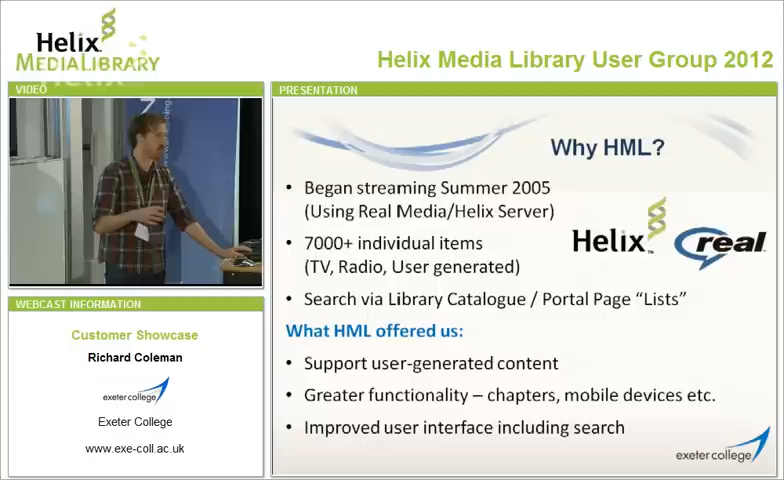 Helix
MEDIALIBRARY
Helix Media Library User Group 2012
VIDEO
PRESENTATION
Why HML?
• Began streaming Summer 2005
(Using Real Media/Helix Server)
• 7000+ individual items
(TV, Radio, User generated)
Helix™
real
• Search via Library Catalogue / Portal Page “Lists”
What HML offered us:
• Support user-generated content
• Greater functionality – chapters, mobile devices etc.
• Improved user interface including search
exeter college
WEBCAST INFORMATION
Customer Showcase
Richard Coleman
exeter college
Exeter College
www.exe-coll.ac.uk